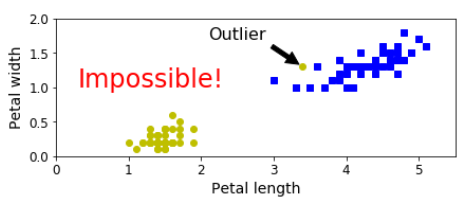 2.0
1.5
1.0
0.5
0.0
Petal width
Outlier
Impossible!
0 1 2 3 4 5
Petal length